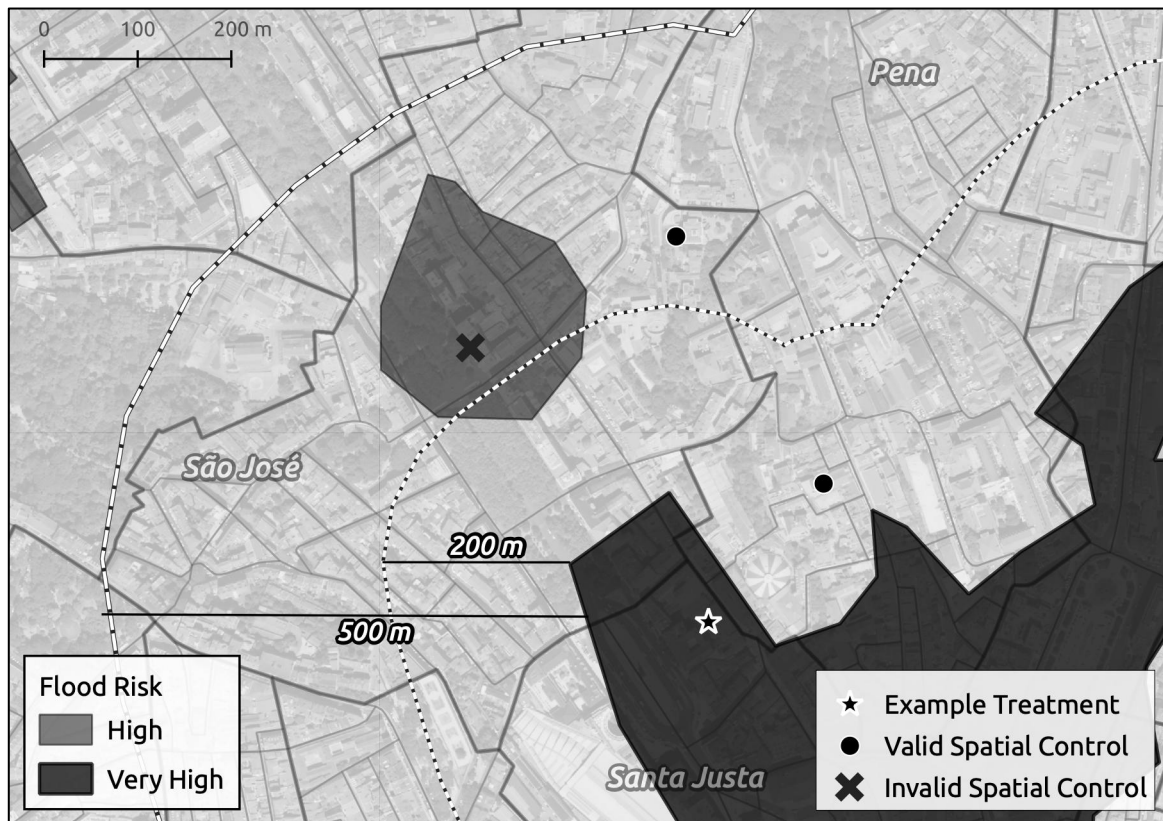 0 100 200 m
Pena
São José
200 m
500 m
Santa Justa
Flood Risk
High
Very High
Example Treatment
Valid Spatial Control
Invalid Spatial Control